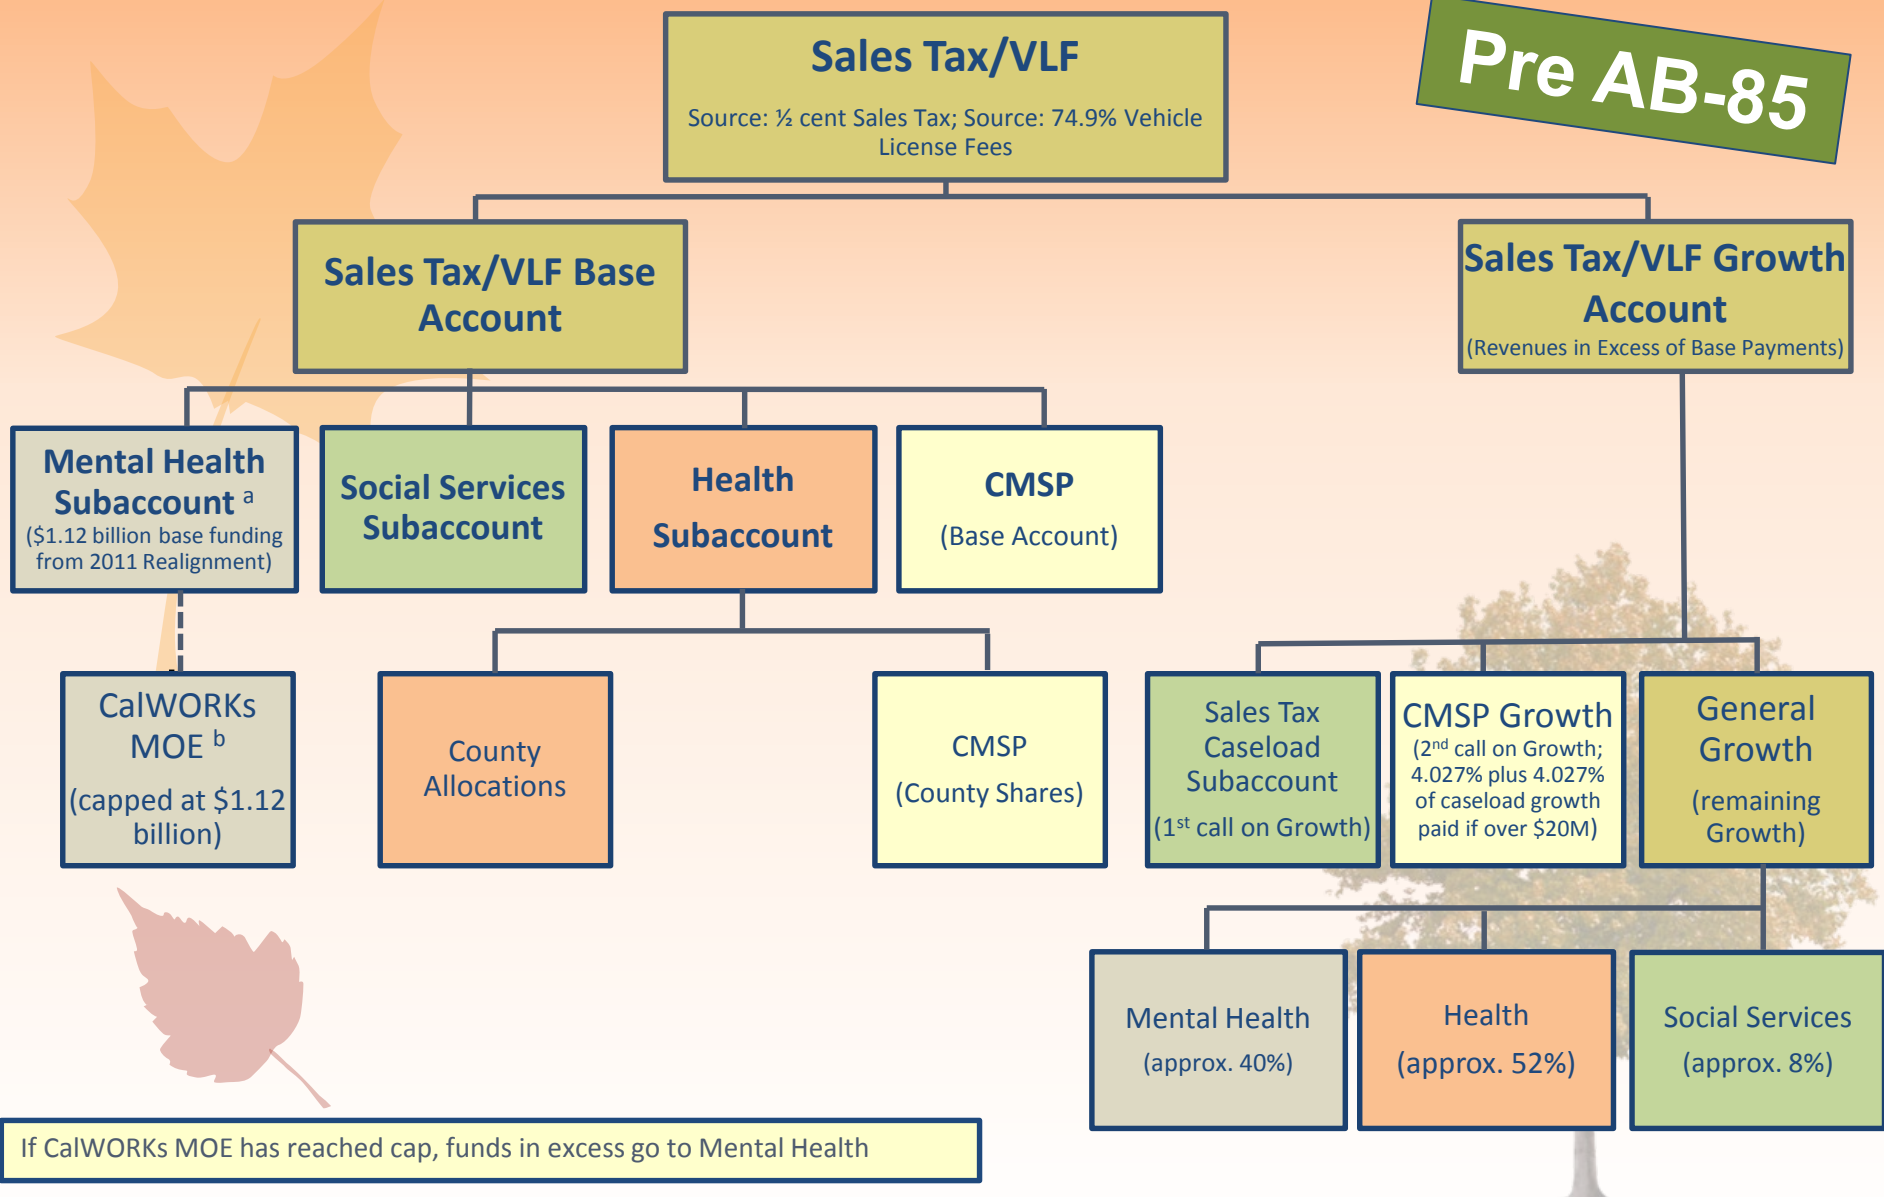 Sales Tax/VLF
Source: ½ cent Sales Tax; Source: 74.9% Vehicle
License Fees
Pre AB-85
Sales Tax/VLF Base
Account
Sales Tax/VLF Growth
Account
(Revenues in Excess of Base Payments)
Mental Health
Subaccount a
($1.12 billion base funding
from 2011 Realignment)
Social Services
Subaccount
Health
Subaccount
CMSP
(Base Account)
CalWORKs
MOE b
(capped at $1.12
billion)
County
Allocations
CMSP
(County Shares)
Sales Tax
Caseload
Subaccount
(1st call on Growth)
CMSP Growth
(2nd call on Growth;
4.027% plus 4.027%
of caseload growth
paid if over $20M)
General
Growth
(remaining
Growth)
Mental Health
(approx. 40%)
Health
(approx. 52%)
Social Services
(approx. 8%)
If CalWORKs MOE has reached cap, funds in excess go to Mental Health